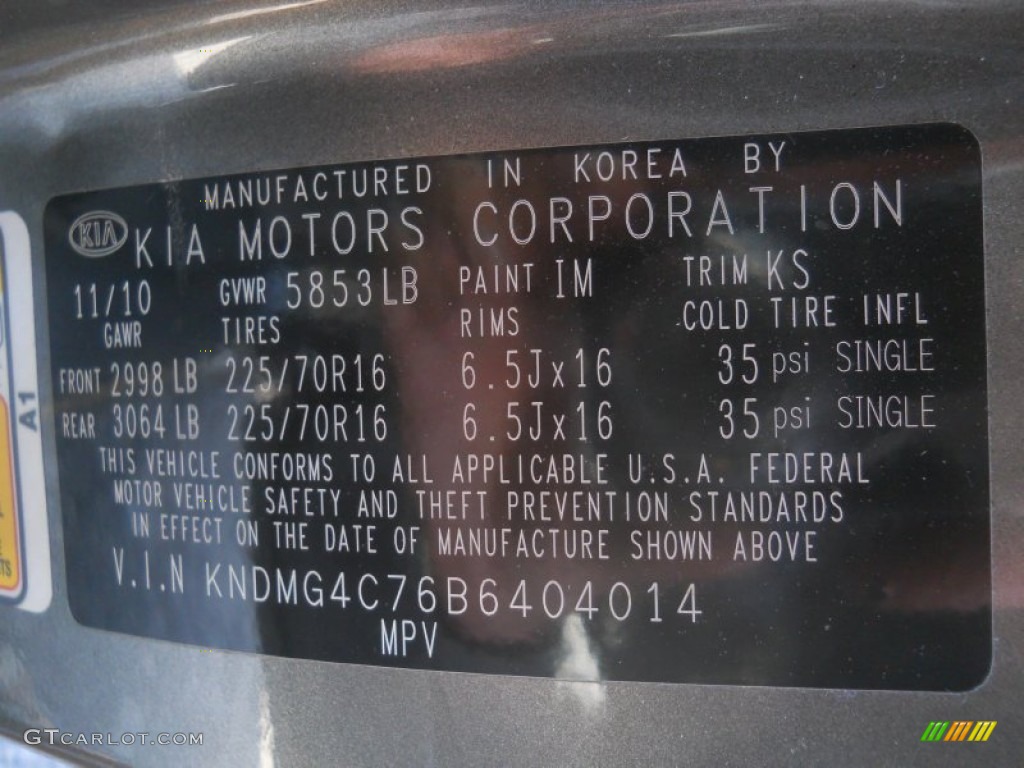 MANUFACTURED IN KOREA BY
KIA KIA MOTORS CORPORATION
11/10 GVWR 5853LB PAINT IM TRIM KS
GAWR TIRES RIMS COLD TIRE INFL
FRONT 2998 LB 225/70R16 6.5Jx16 35 psi SINGLE
REAR 3064 LB 225/70R16 6.5Jx16 35 psi SINGLE
THIS VEHICLE CONFORMS TO ALL APPLICABLE U.S.A. FEDERAL
MOTOR VEHICLE SAFETY AND THEFT PREVENTION STANDARDS
IN EFFECT ON THE DATE OF MANUFACTURE SHOWN ABOVE
V.I.N KNDMG4C76B6404014
MPV
A1
GTcarlot.com